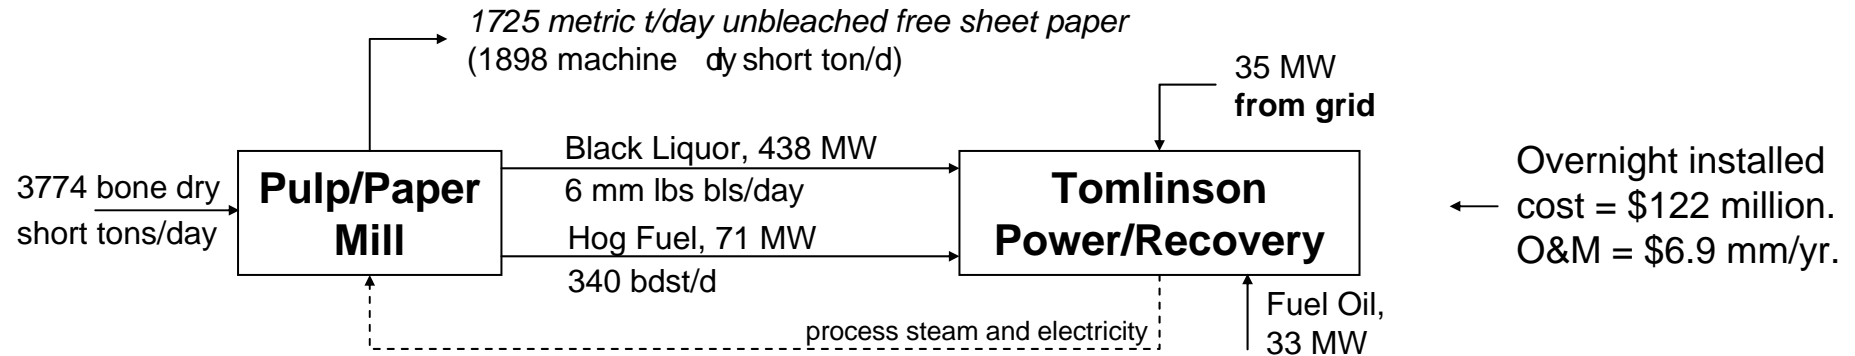 1725 metric t/day unbleached free sheet paper
(1898 machine dy short ton/d)
35 MW
from grid
3774 bone dry
short tons/day
Pulp/Paper
Mill
Black Liquor, 438 MW
6 mm lbs bls/day
Hog Fuel, 71 MW
340 bdst/d
Tomlinson
Power/Recovery
Overnight installed
cost = $122 million.
O&M = $6.9 mm/yr.
process steam and electricity
Fuel Oil,
33 MW